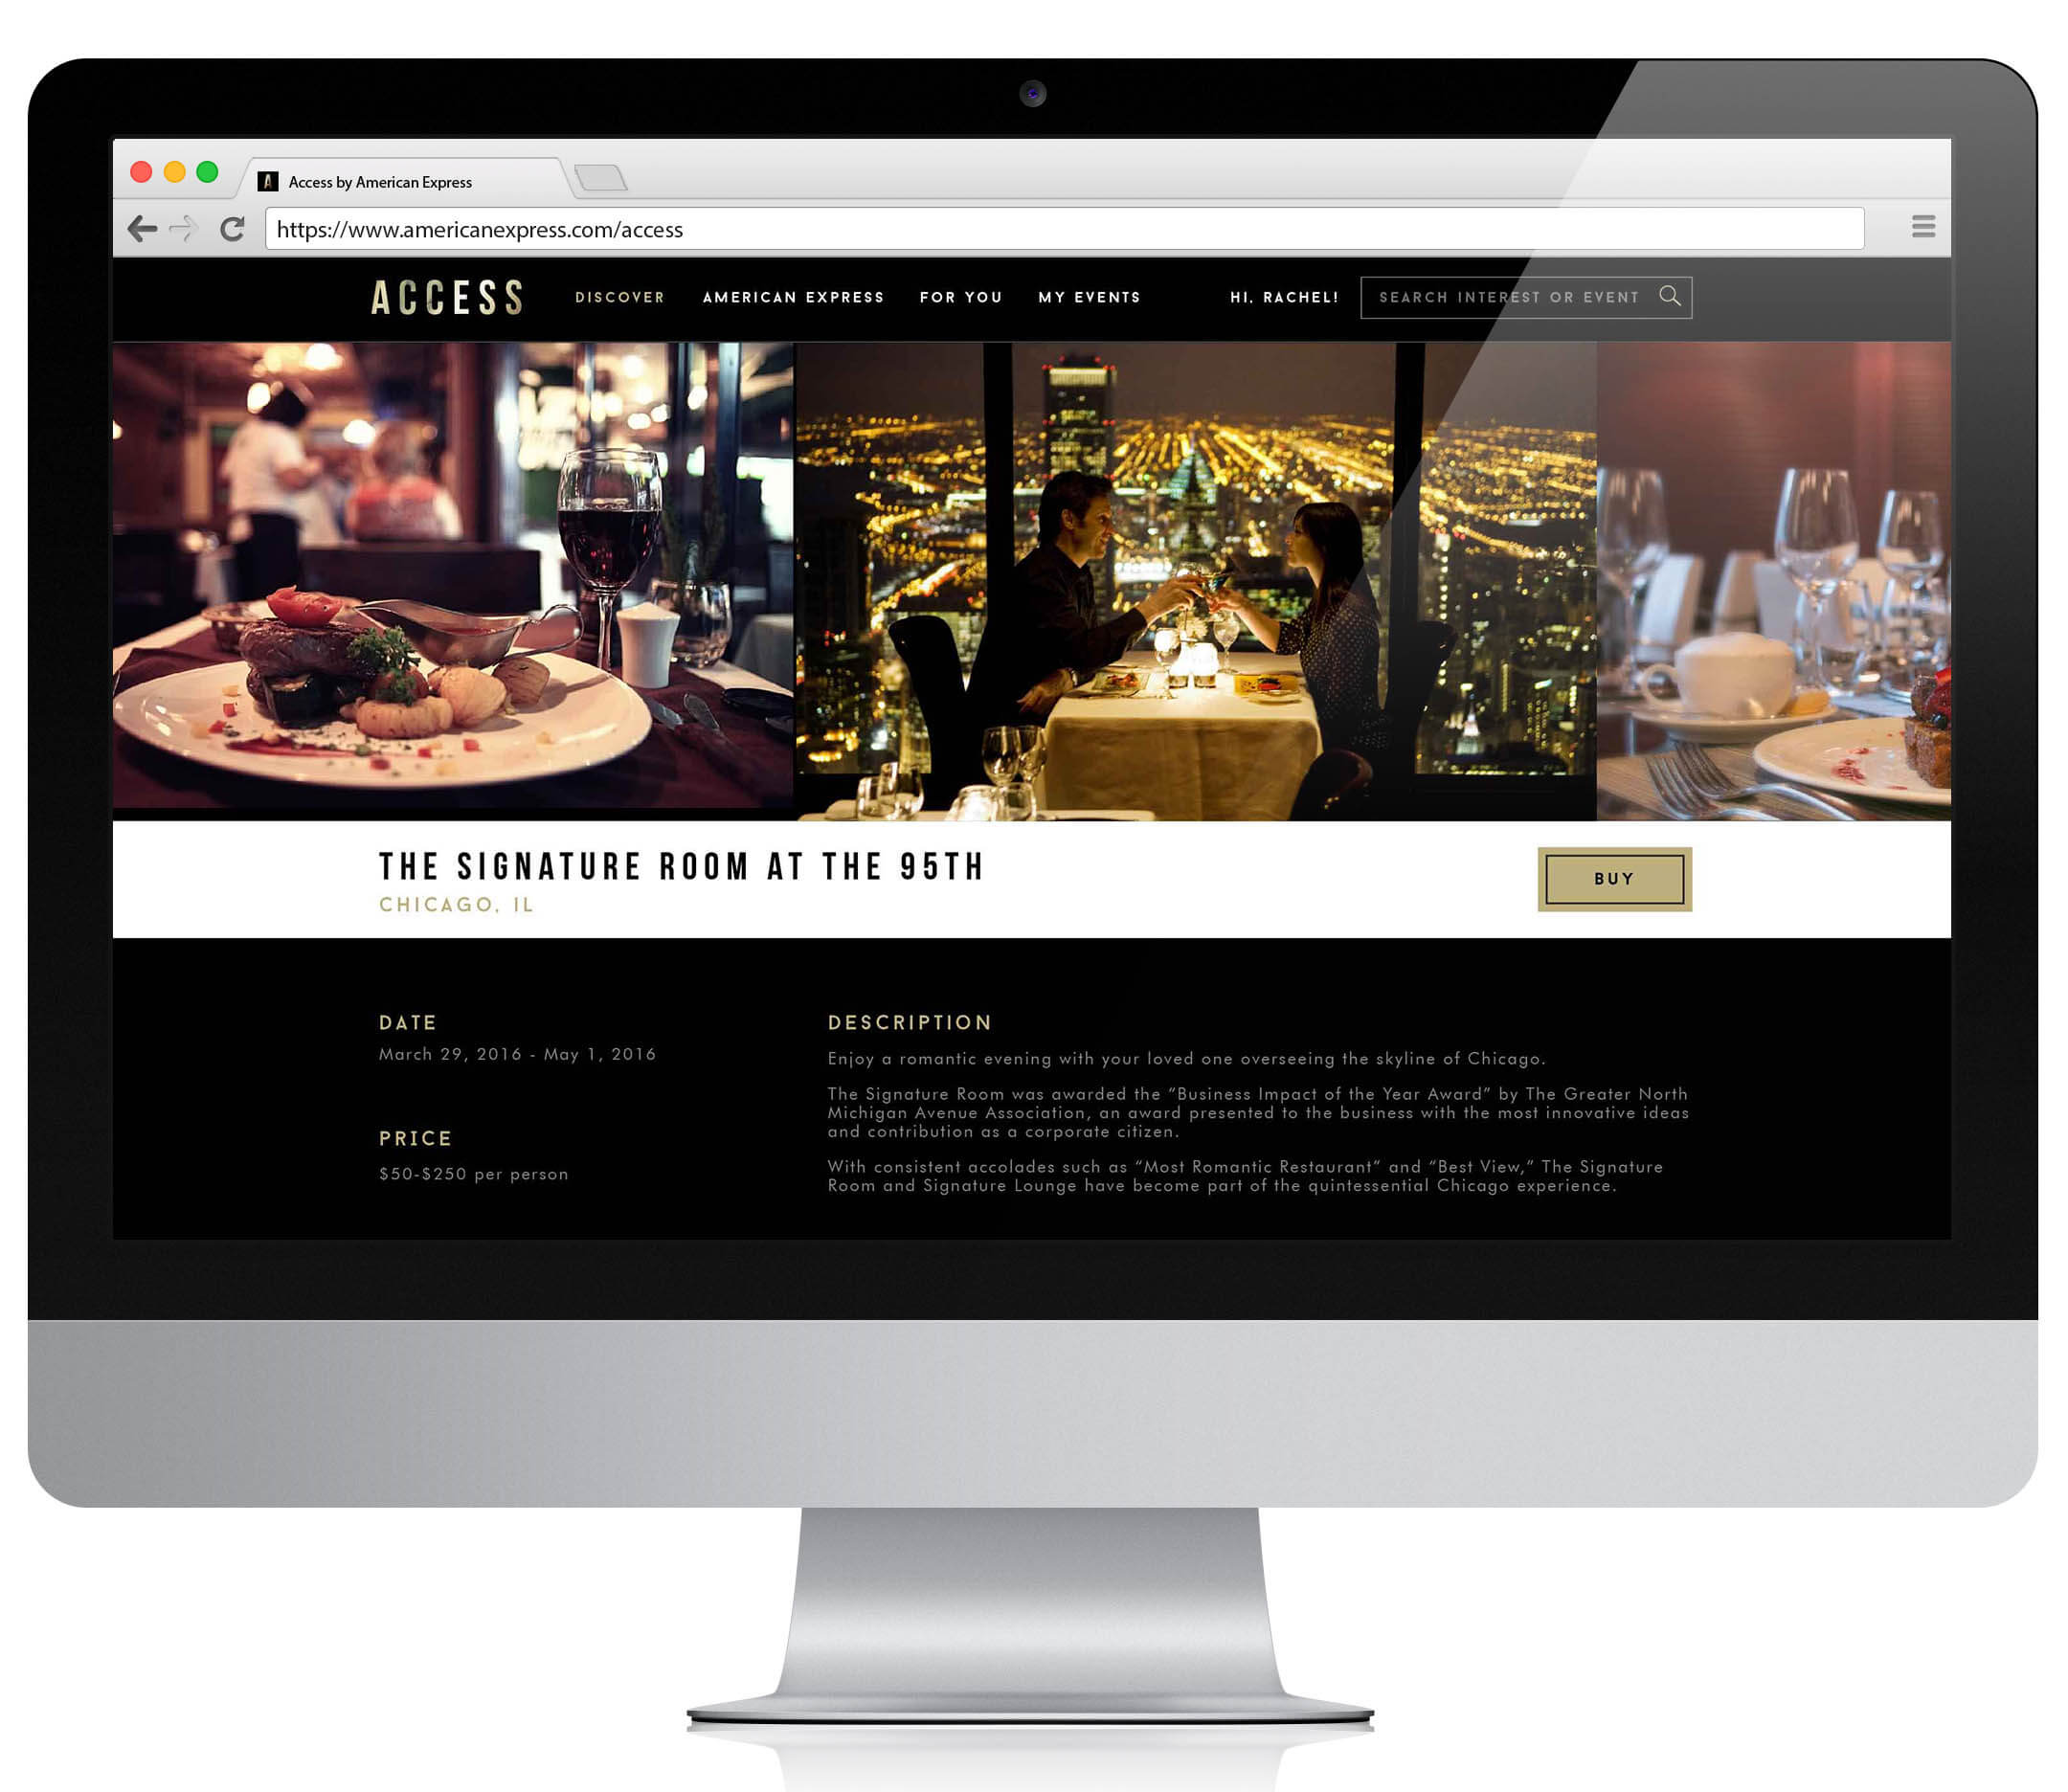 A Access by American Express
https://www.americanexpress.com/access
ACCESS DISCOVER AMERICAN EXPRESS FOR YOU MY EVENTS HI, RACHEL! SEARCH INTEREST OR EVENT
THE SIGNATURE ROOM AT THE 95TH
CHICAGO, IL
BUY
DATE
March 29, 2016 - May 1, 2016
PRICE
$50-$250 per person
DESCRIPTION
Enjoy a romantic evening with your loved one overseeing the skyline of Chicago.
The Signature Room was awarded the “Business Impact of the Year Award” by The Greater North
Michigan Avenue Association, an award presented to the business with the most innovative ideas
and contribution as a corporate citizen.
With consistent accolades such as “Most Romantic Restaurant” and “Best View,” The Signature
Room and Signature Lounge have become part of the quintessential Chicago experience.